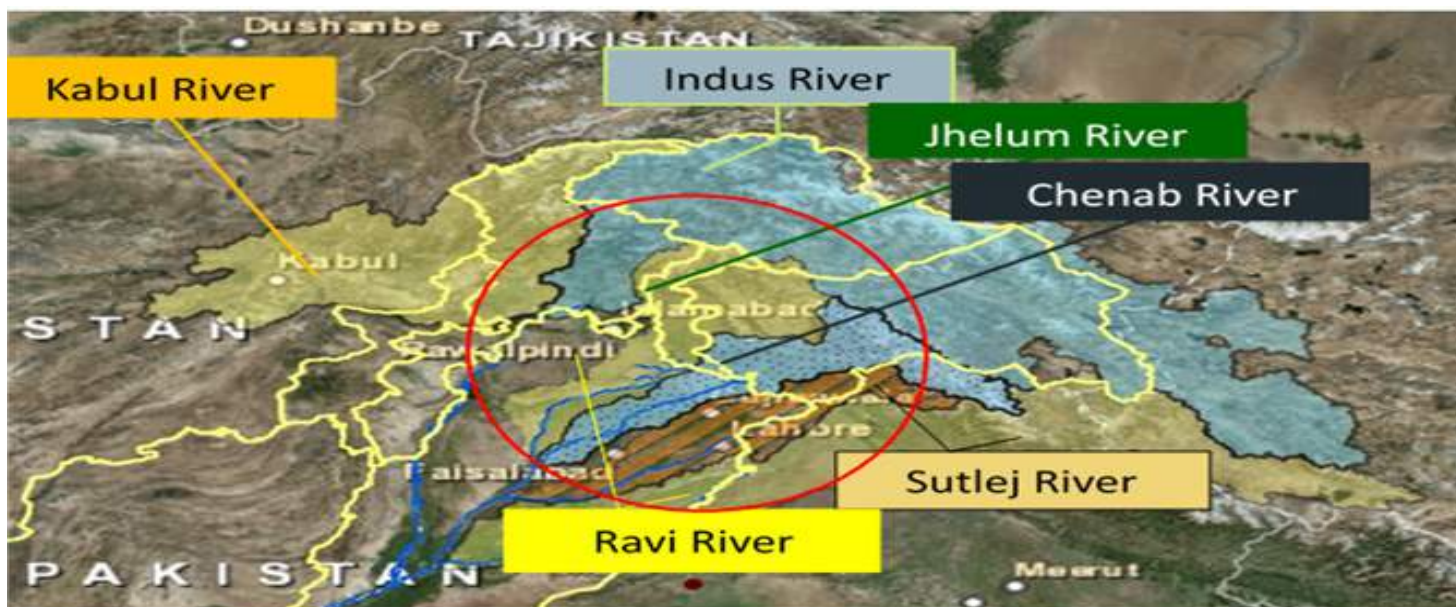 Dushanbe
TAJIKISTAN
Kabul River
Indus River
Jhelum River
Chenab River
Kabul
STAN
Faisalabad
Lahore
Sutlej River
Ravi River
PAKISTAN
Meerut